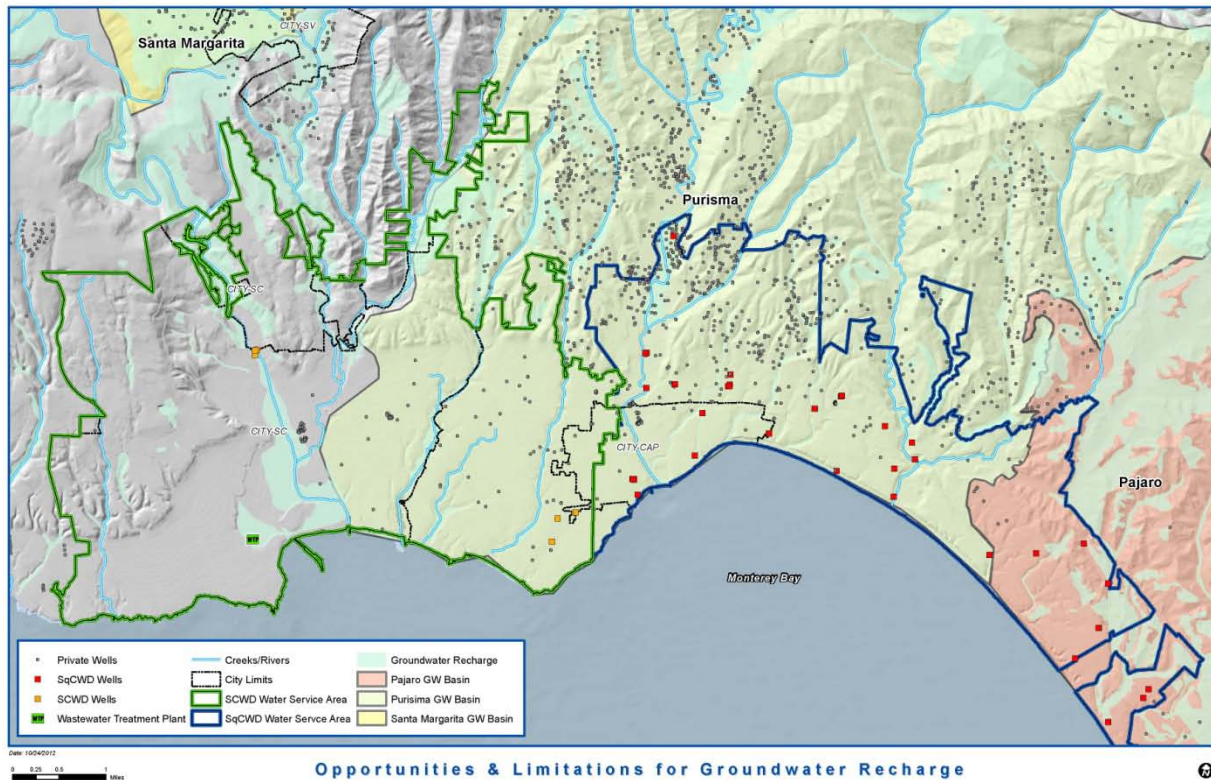 CITY-SV
Santa Margarita
Purisma
CITY-SC
CITY-SC
CITY-CAP
Pajaro
Monterey Bay
WTP
Private Wells
SqCWD Wells
SCWD Wells
WTP Wastewater Treatment Plant
Creeks/Rivers
City Limits
SCWD Water Service Area
SqCWD Water Servce Area
Groundwater Recharge
Pajaro GW Basin
Purisima GW Basin
Santa Margarita GW Basin
Date: 10/24/2012
0 0.25 0.5 1
Miles
Opportunities & Limitations for Groundwater Recharge